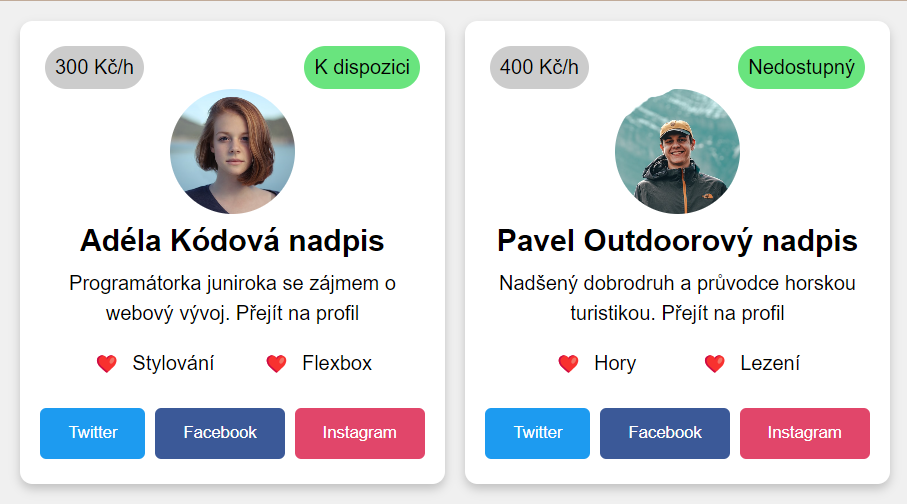 300 Kč/h
K dispozici
Adéla Kódová nadpis
Programátorka juniroka se zájmem o
webový vývoj. Přejít na profil
Stylování
Flexbox
Twitter
Facebook
Instagram
400 Kč/h
Nedostupný
Pavel Outdoorový nadpis
Nadšený dobrodruh a průvodce horskou
turistikou. Přejít na profil
Hory
Lezení
Twitter
Facebook
Instagram